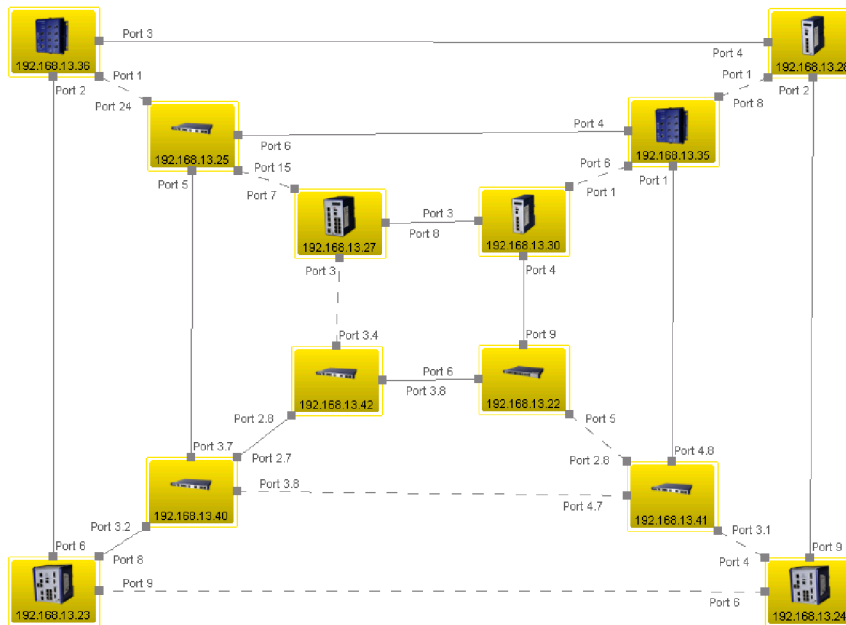 Port 3
Port 4
192.168.13.36
192.168.13.28
Port 2
Port 1
Port 1
Port 2
Port 24
Port 8
Port 4
Port 6
192.168.13.25
192.168.13.35
Port 15
Port 6
Port 5
Port 7
Port 1
Port 1
Port 3
Port 8
192.168.13.27
192.168.13.30
Port 3
Port 4
Port 3.4
Port 9
Port 6
Port 3.8
192.168.13.42
192.168.13.22
Port 2.8
Port 5
Port 3.7
Port 2.7
Port 2.8
Port 4.8
Port 3.8
Port 4.7
192.168.13.40
192.168.13.41
Port 3.2
Port 3.1
Port 6
Port 8
Port 4
Port 9
Port 9
Port 6
192.168.13.23
192.168.13.24